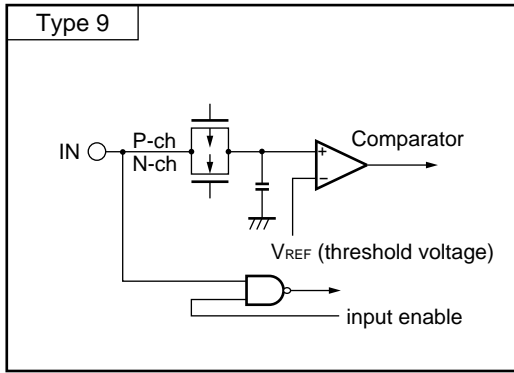 Type 9
IN
P-ch
N-ch
Comparator
+
−
VREF (threshold voltage)
input enable